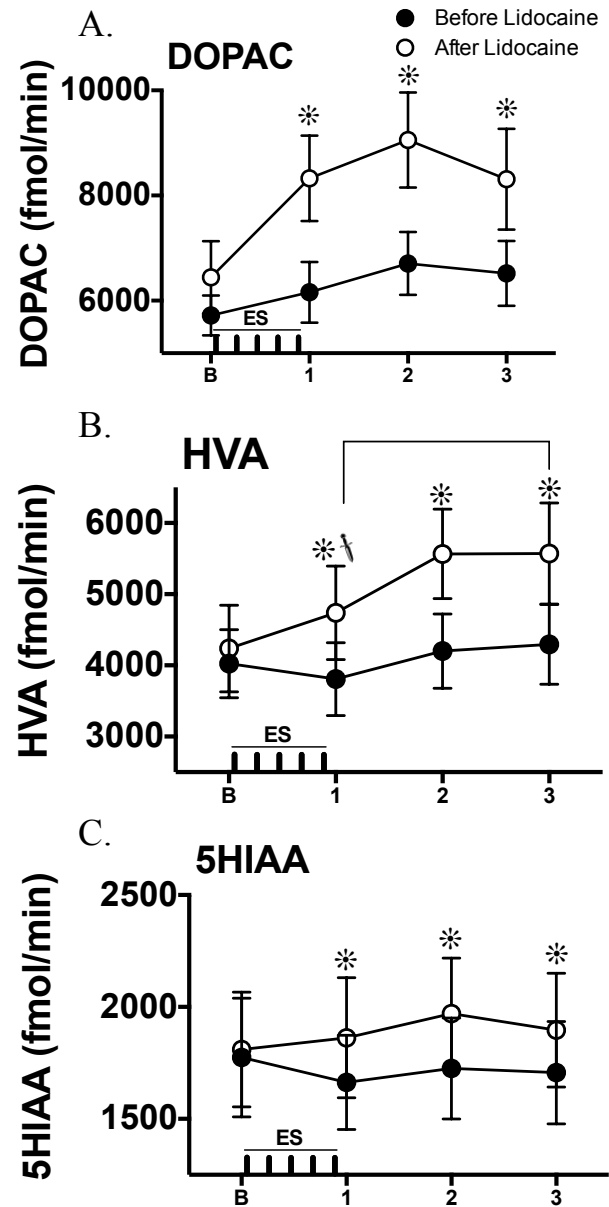 A.
Before Lidocaine
After Lidocaine
DOPAC
DOPAC (fmol/min)
10000
8000
6000
ES
B 1 2 3
B.
HVA
HVA (fmol/min)
6000
5000
4000
3000
ES
B 1 2 3
C.
5HIAA
5HIAA (fmol/min)
2500
2000
1500
ES
B 1 2 3